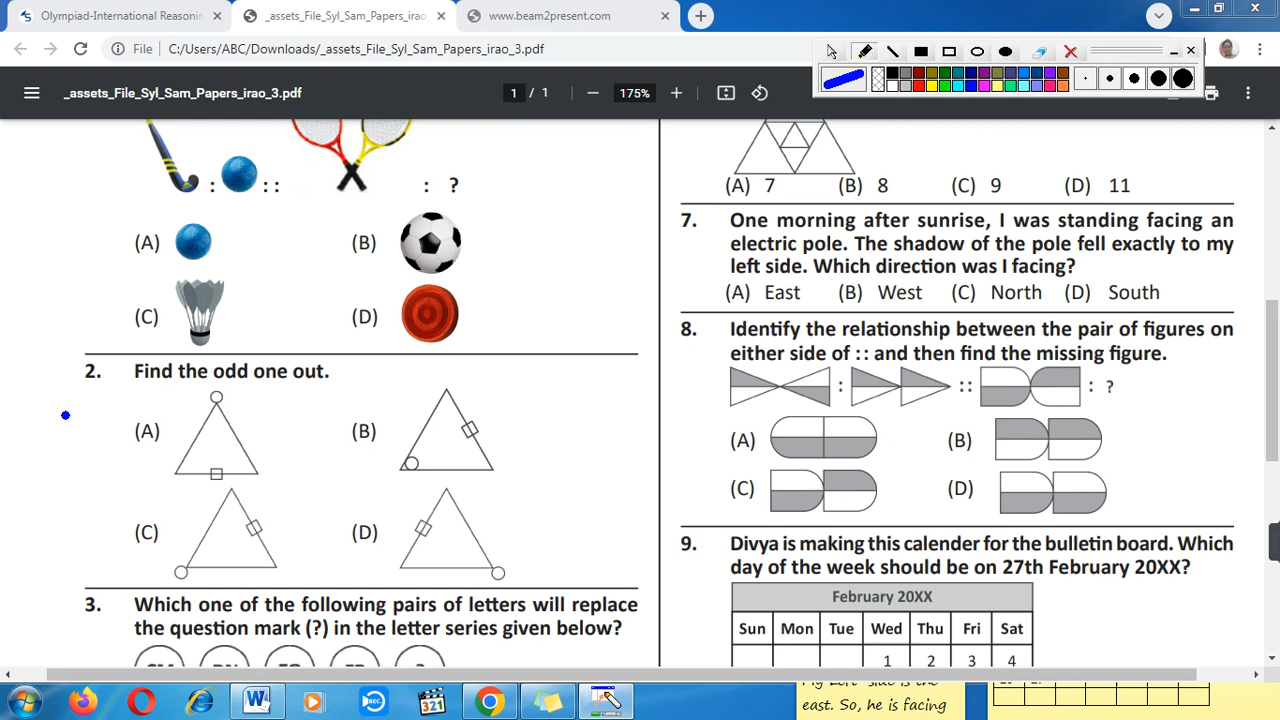 Olympiad-International Reasonin
_assets_File_Syl_Sam_Papers_irao
www.beam2present.com
File
C:/Users/ABC/Downloads/_assets_File_Syl_Sam_Papers_irao_3.pdf
_assets_File_Syl_Sam_Papers_irao_3.pdf
1 / 1
175%
: :: : ?
(A)
(B)
(C)
(D)
2. Find the odd one out.
(A)
(B)
(C)
(D)
3. Which one of the following pairs of letters will replace
the question mark (?) in the letter series given below?
(A) 7 (B) 8 (C) 9 (D) 11
7. One morning after sunrise, I was standing facing an
electric pole. The shadow of the pole fell exactly to my
left side. Which direction was I facing?
(A) East (B) West (C) North (D) South
8. Identify the relationship between the pair of figures on
either side of :: and then find the missing figure.
: :: : ?
(A)
(B)
(C)
(D)
9. Divya is making this calender for the bulletin board. Which
day of the week should be on 27th February 20XX?
February 20XX
Sun Mon Tue Wed Thu Fri Sat
1 2 3 4
321
side is the
east. So, he is facing